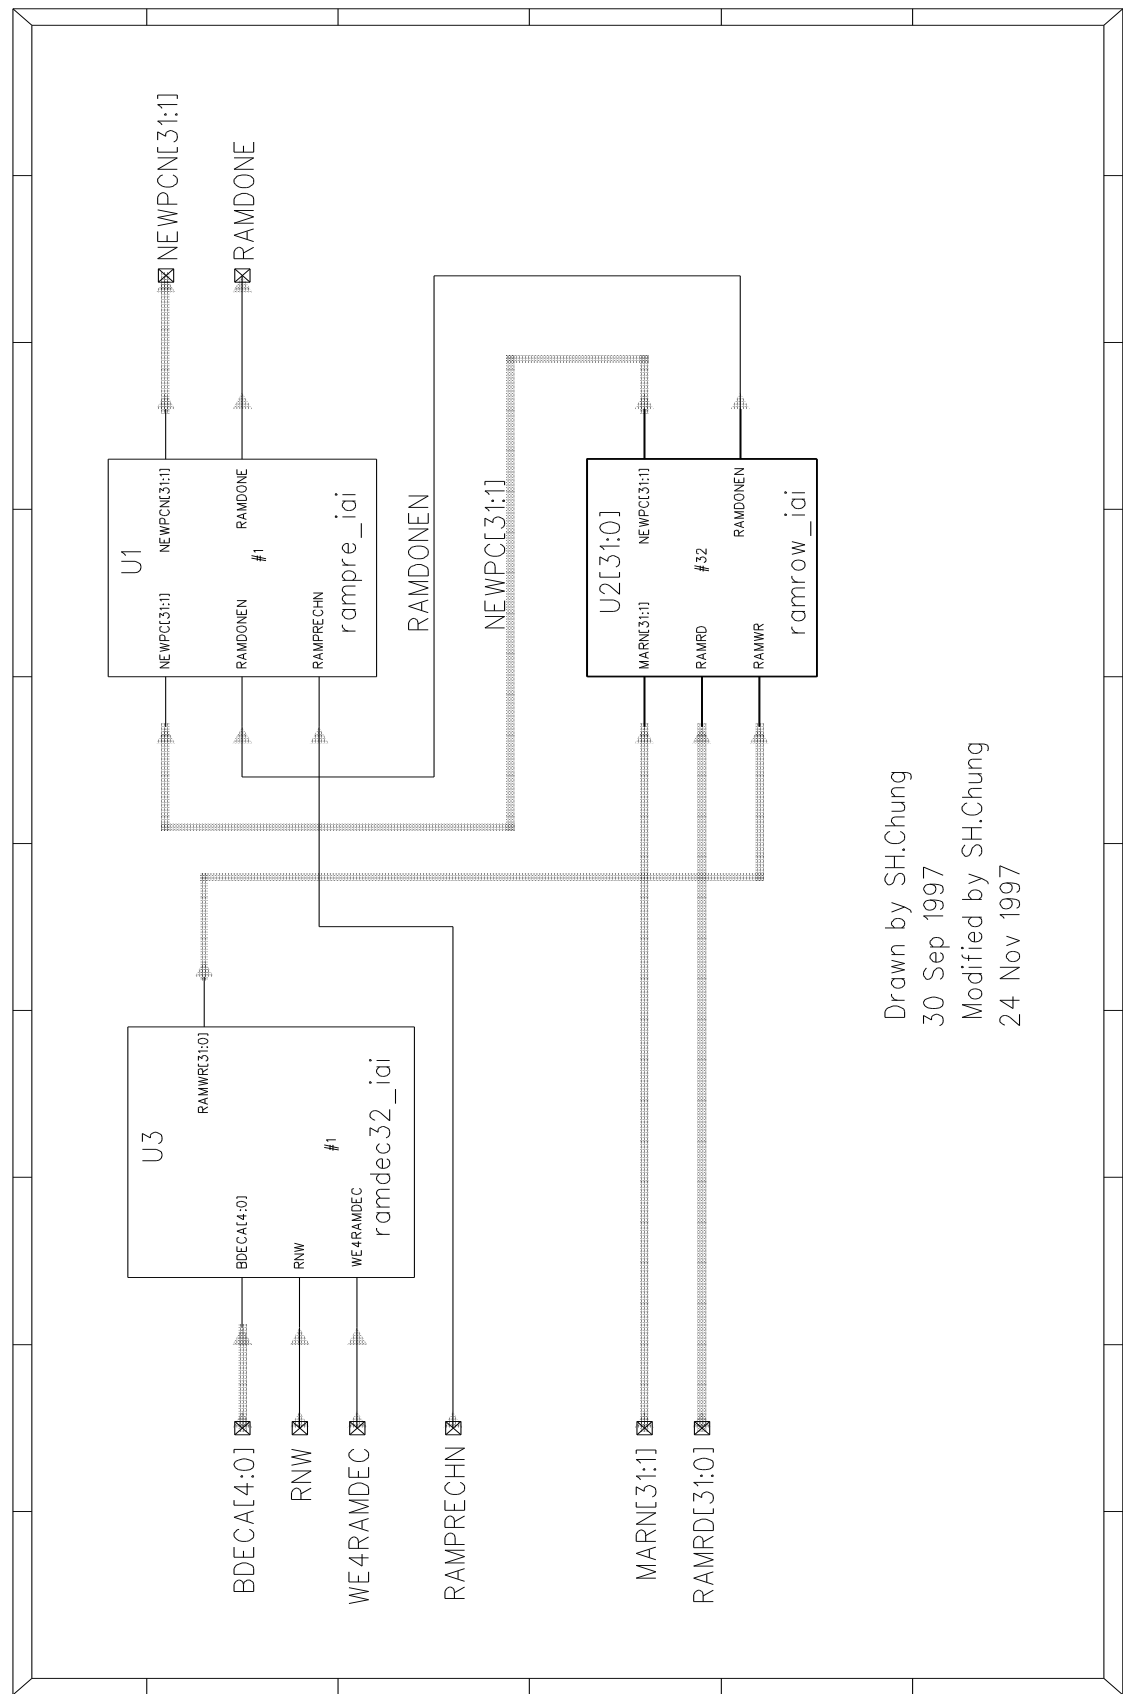 BDECA[4:0]
RNW
WE4RAMDEC
RAMPRECHN
MARN[31:1]
RAMRD[31:0]
U3
RAMWR[31:0]
BDECA[4:0]
RNW
#1
WE4RAMDEC
ramdec32_iai
U1
NEWPC[31:1]
NEWPCN[31:1]
RAMDONEN
RAMDONE
#1
RAMPRECHN
rampre_iai
RAMDONEN
NEWPC[31:1]
U2[31:0]
MARN[31:1]
NEWPC[31:1]
RAMRD
#32
RAMDONEN
RAMWR
ramrow_iai
NEWPCN[31:1]
RAMDONE
Drawn by SH.Chung
30 Sep 1997
Modified by SH.Chung
24 Nov 1997